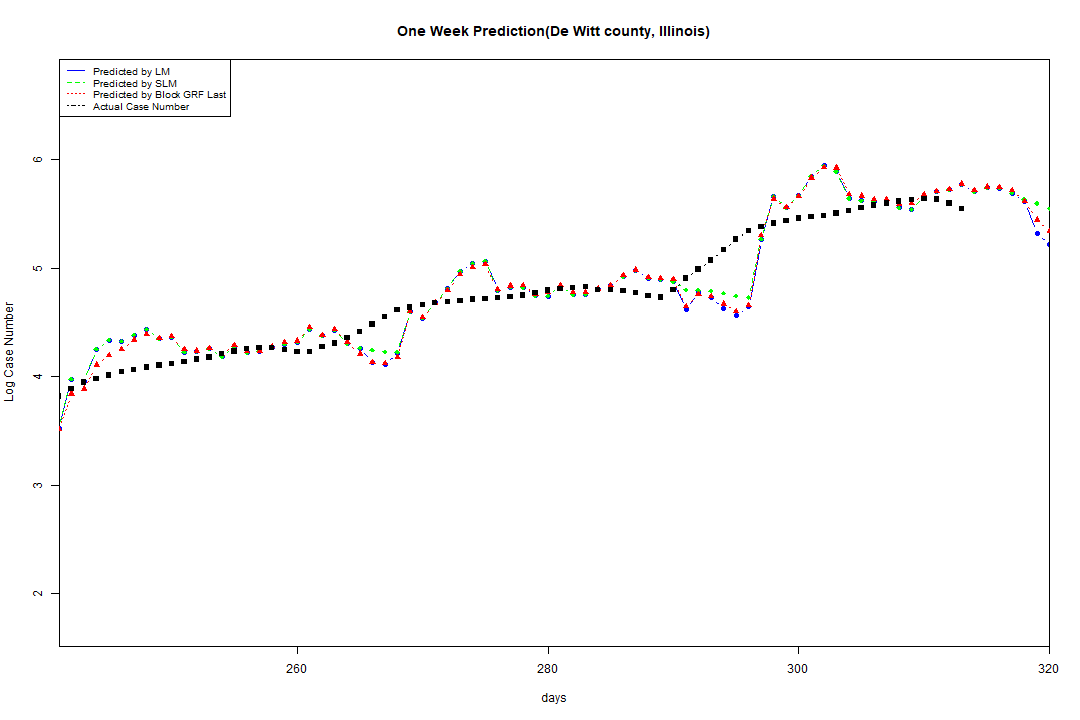 One Week Prediction(De Witt county, Illinois)
Predicted by LM
Predicted by SLM
Predicted by Block GRF Last
Actual Case Number
6
5
4
3
2
Log Case Number
260
280
300
320
days